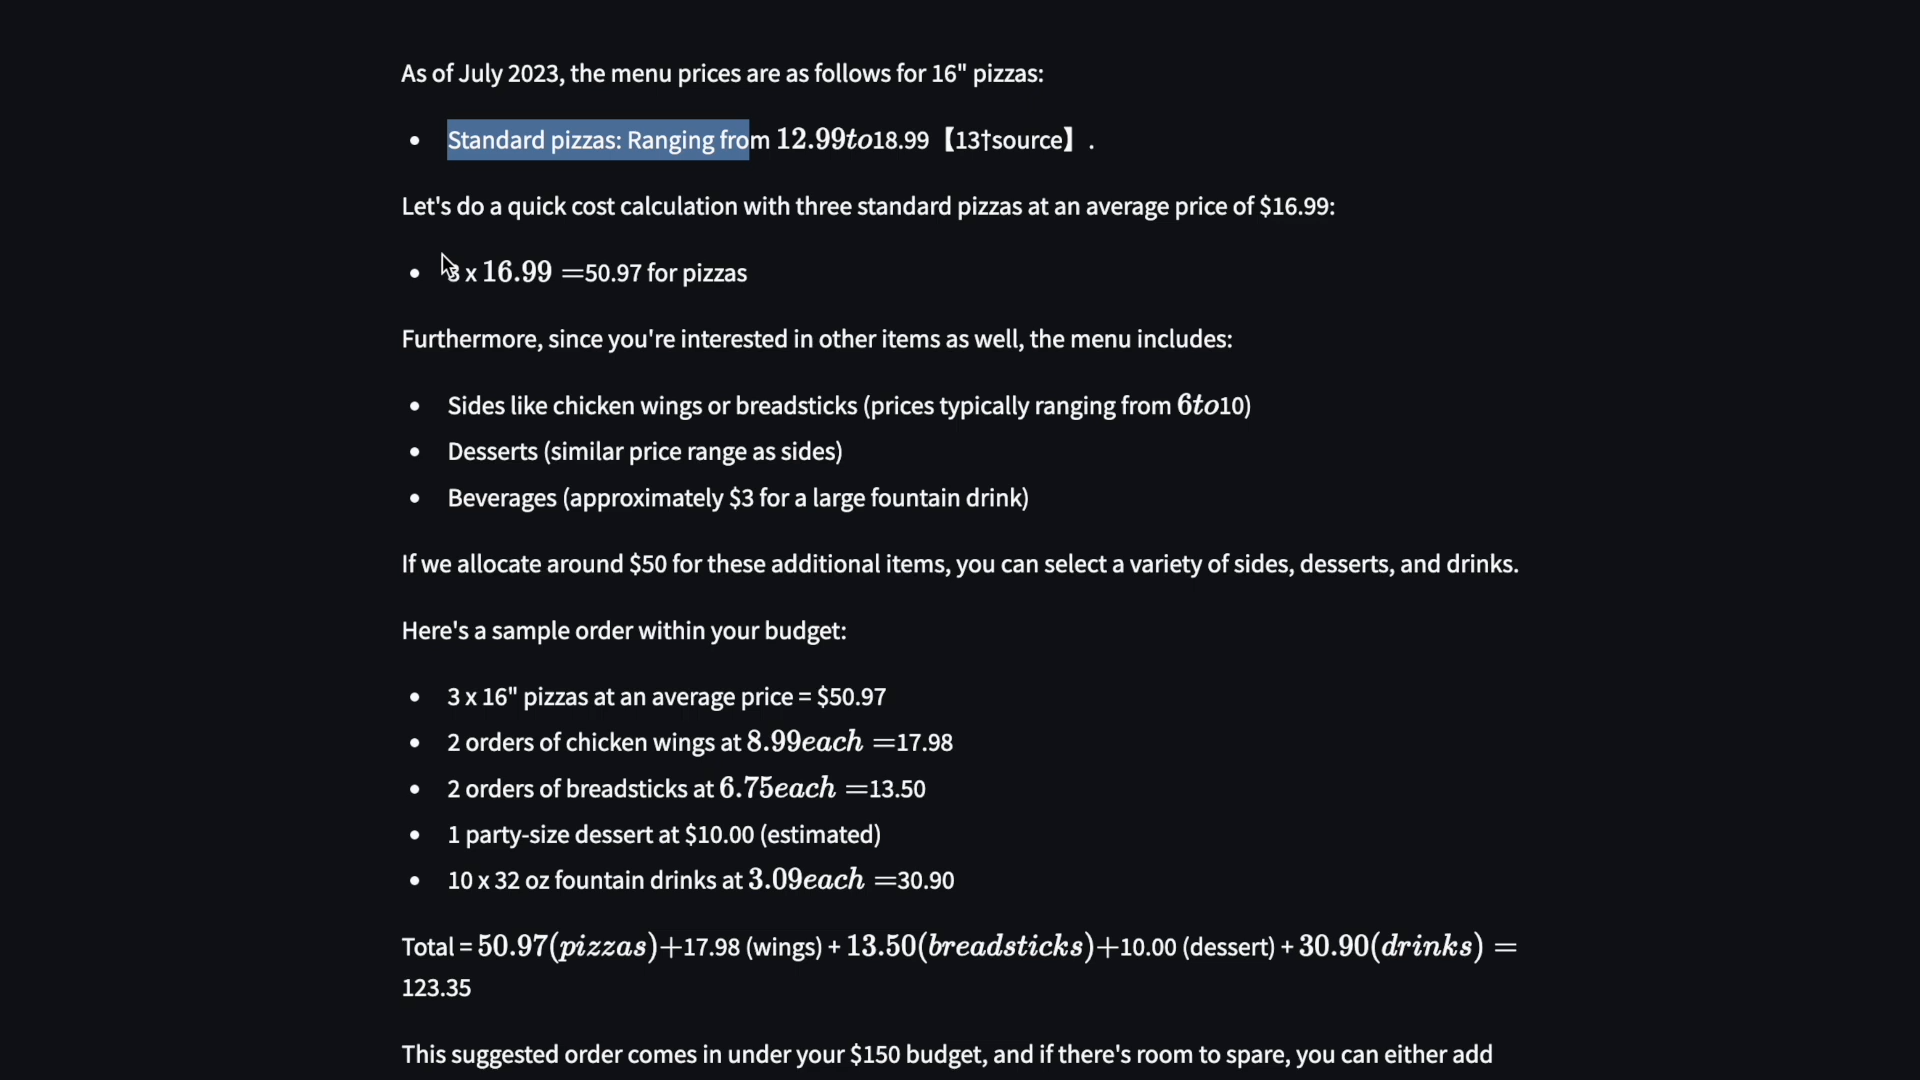 As of July 2023, the menu prices are as follows for 16" pizzas:
• Standard pizzas: Ranging from 12.99to18.99【13†source】.
Let's do a quick cost calculation with three standard pizzas at an average price of $16.99:
• 3 x 16.99 =50.97 for pizzas
Furthermore, since you're interested in other items as well, the menu includes:
• Sides like chicken wings or breadsticks (prices typically ranging from 6to10)
• Desserts (similar price range as sides)
• Beverages (approximately $3 for a large fountain drink)
If we allocate around $50 for these additional items, you can select a variety of sides, desserts, and drinks.
Here's a sample order within your budget:
• 3 x 16" pizzas at an average price = $50.97
• 2 orders of chicken wings at 8.99each =17.98
• 2 orders of breadsticks at 6.75each =13.50
• 1 party-size dessert at $10.00 (estimated)
• 10 x 32 oz fountain drinks at 3.09each =30.90
Total = 50.97(pizzas)+17.98 (wings) + 13.50(breadsticks)+10.00 (dessert) + 30.90(drinks) =
123.35
This suggested order comes in under your $150 budget, and if there's room to spare, you can either add